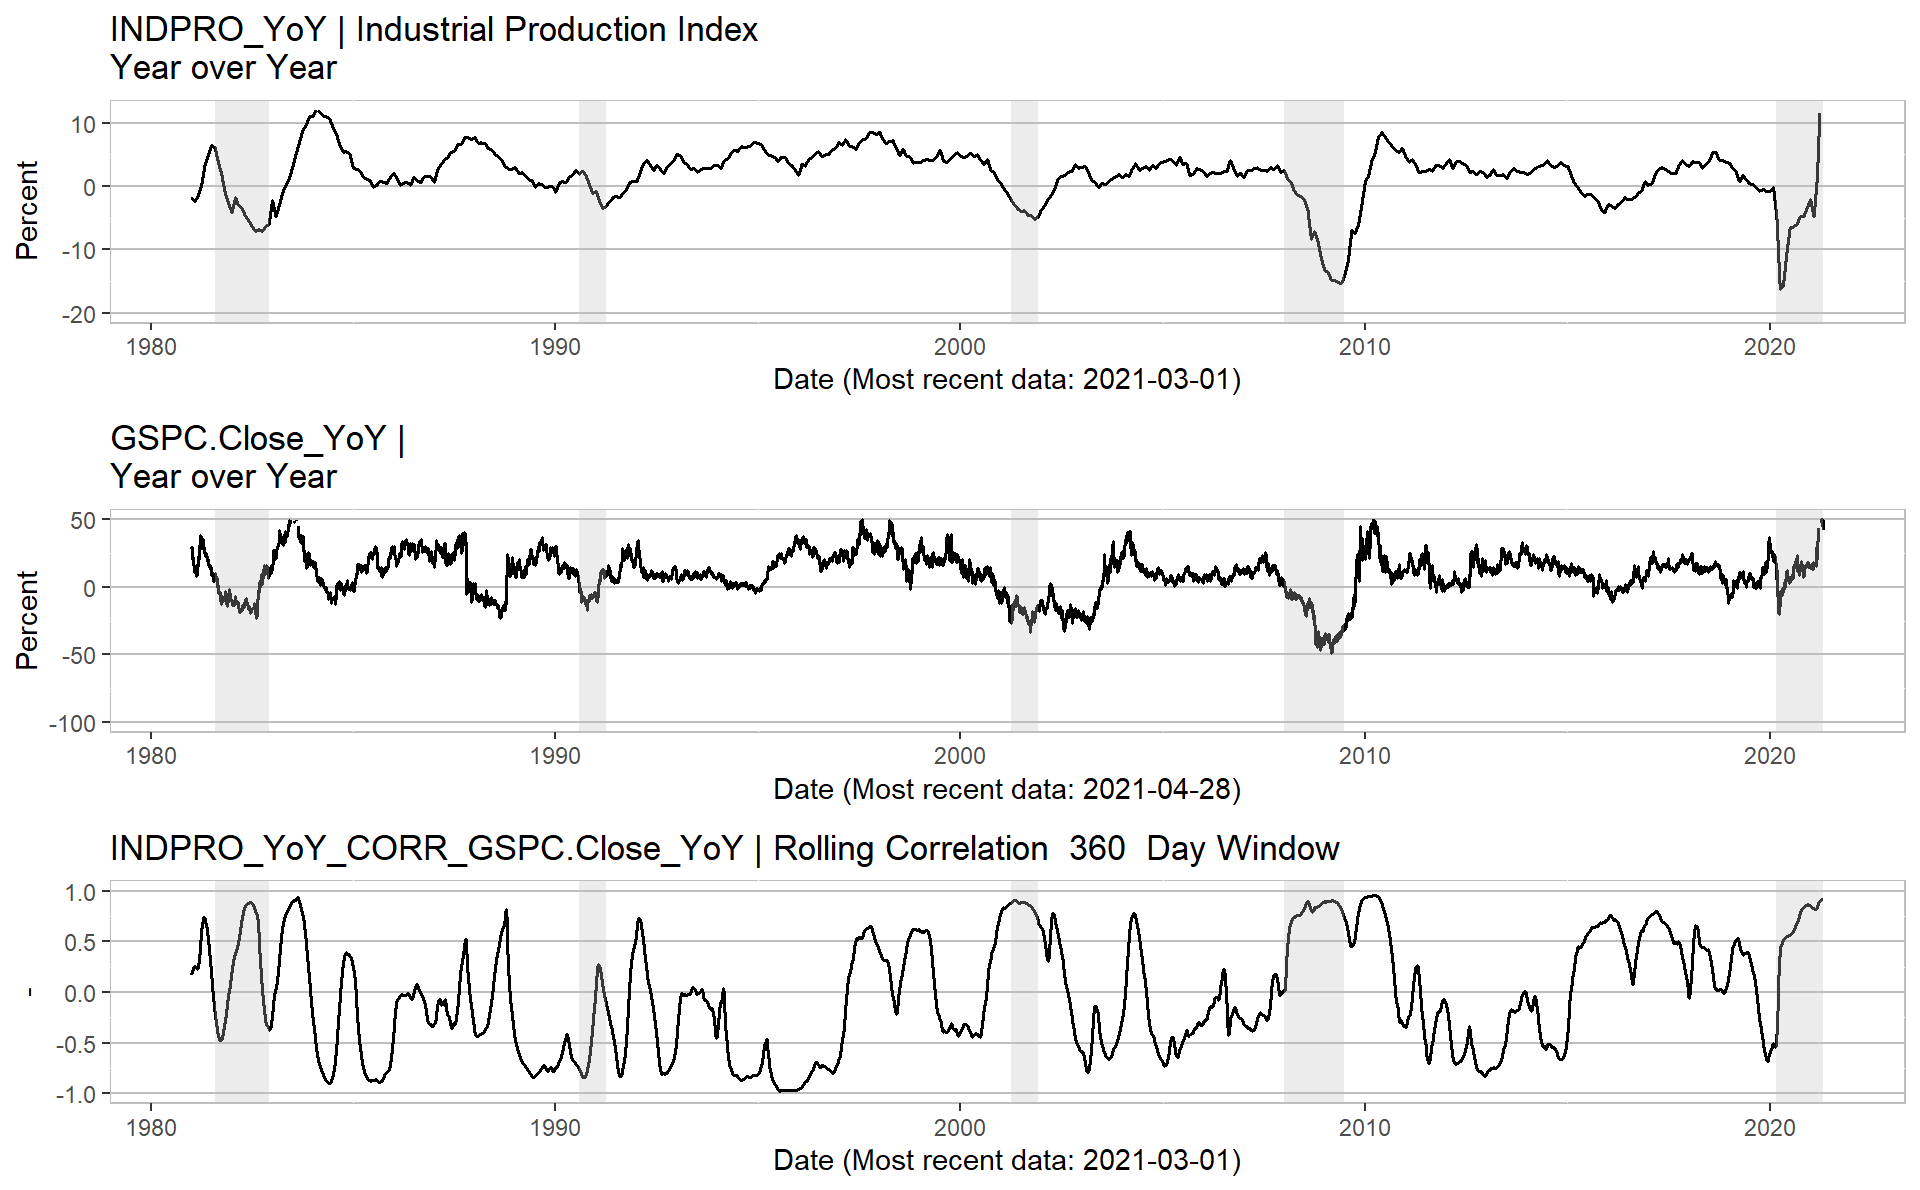 INDPRO_YoY | Industrial Production Index
Year over Year
Percent
10
0
-10
-20
1980 1990 2000 2010 2020
Date (Most recent data: 2021-03-01)
GSPC.Close_YoY |
Year over Year
Percent
50
0
-50
-100
1980 1990 2000 2010 2020
Date (Most recent data: 2021-04-28)
INDPRO_YoY_CORR_GSPC.Close_YoY | Rolling Correlation  360  Day Window
-
1.0
0.5
0.0
-0.5
-1.0
1980 1990 2000 2010 2020
Date (Most recent data: 2021-03-01)